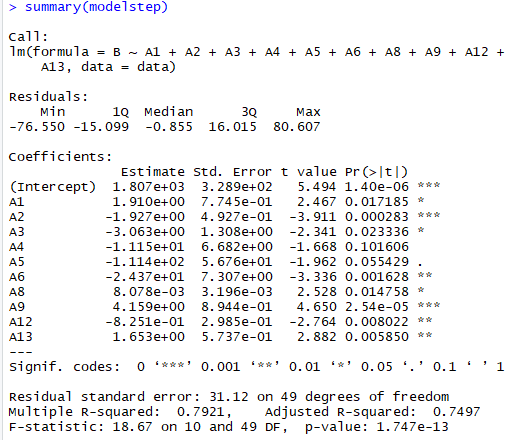 > summary(modelstep)
Call:
lm(formula = B ~ A1 + A2 + A3 + A4 + A5 + A6 + A8 + A9 + A12 +
    A13, data = data)
Residuals:
    Min      1Q  Median      3Q     Max
-76.550 -15.099  -0.855  16.015  80.607
Coefficients:
              Estimate Std. Error t value Pr(>|t|)
(Intercept)  1.807e+03  3.289e+02   5.494 1.40e-06 ***
A1           1.910e+00  7.745e-01   2.467 0.017185 *
A2          -1.927e+00  4.927e-01  -3.911 0.000283 ***
A3          -3.063e+00  1.308e+00  -2.341 0.023336 *
A4          -1.115e+01  6.682e+00  -1.668 0.101606
A5          -1.114e+02  5.676e+01  -1.962 0.055429 .
A6          -2.437e+01  7.307e+00  -3.336 0.001628 **
A8           8.078e-03  3.196e-03   2.528 0.014758 *
A9           4.159e+00  8.944e-01   4.650 2.54e-05 ***
A12         -8.251e-01  2.985e-01  -2.764 0.008022 **
A13          1.653e+00  5.737e-01   2.882 0.005850 **
---
Signif. codes:  0 ‘***’ 0.001 ‘**’ 0.01 ‘*’ 0.05 ‘.’ 0.1 ‘ ’ 1
Residual standard error: 31.12 on 49 degrees of freedom
Multiple R-squared:  0.7921,    Adjusted R-squared:  0.7497
F-statistic: 18.67 on 10 and 49 DF,  p-value: 1.747e-13